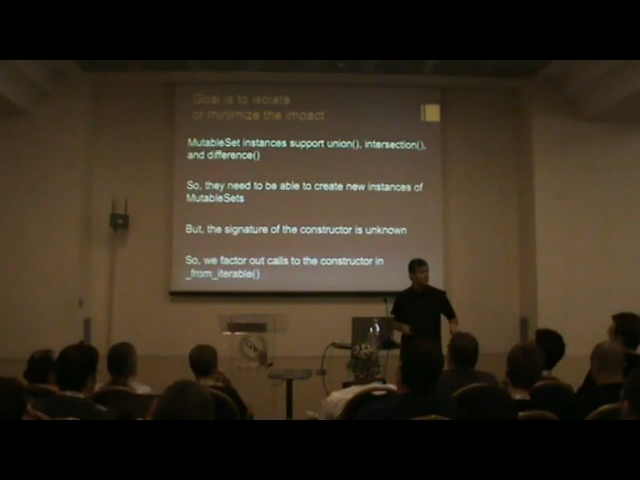 Goal is to isolate
or minimize the impact
MutableSet instances support union(), intersection(),
and difference()
So, they need to be able to create new instances of
MutableSets
But, the signature of the constructor is unknown
So, we factor out calls to the constructor in
_from_iterable()